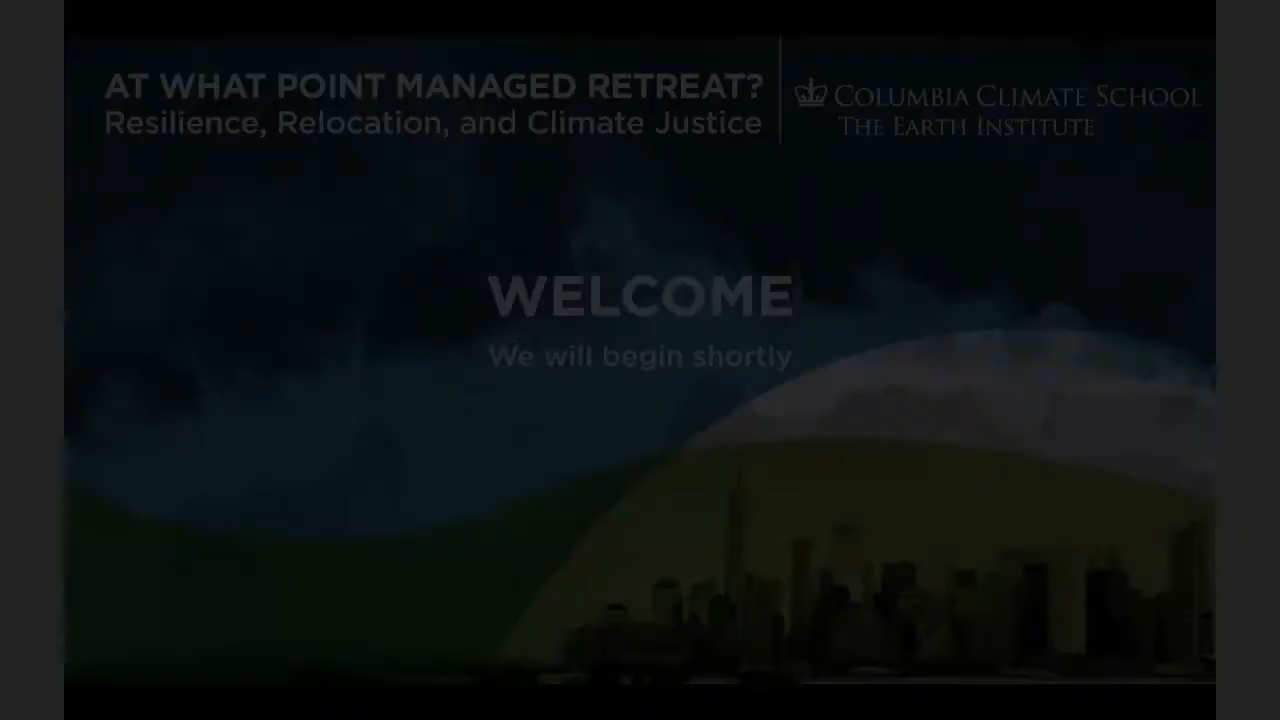 AT WHAT POINT MANAGED RETREAT?
Resilience, Relocation, and Climate Justice
COLUMBIA CLIMATE SCHOOL
THE EARTH INSTITUTE
WELCOME
We will begin shortly